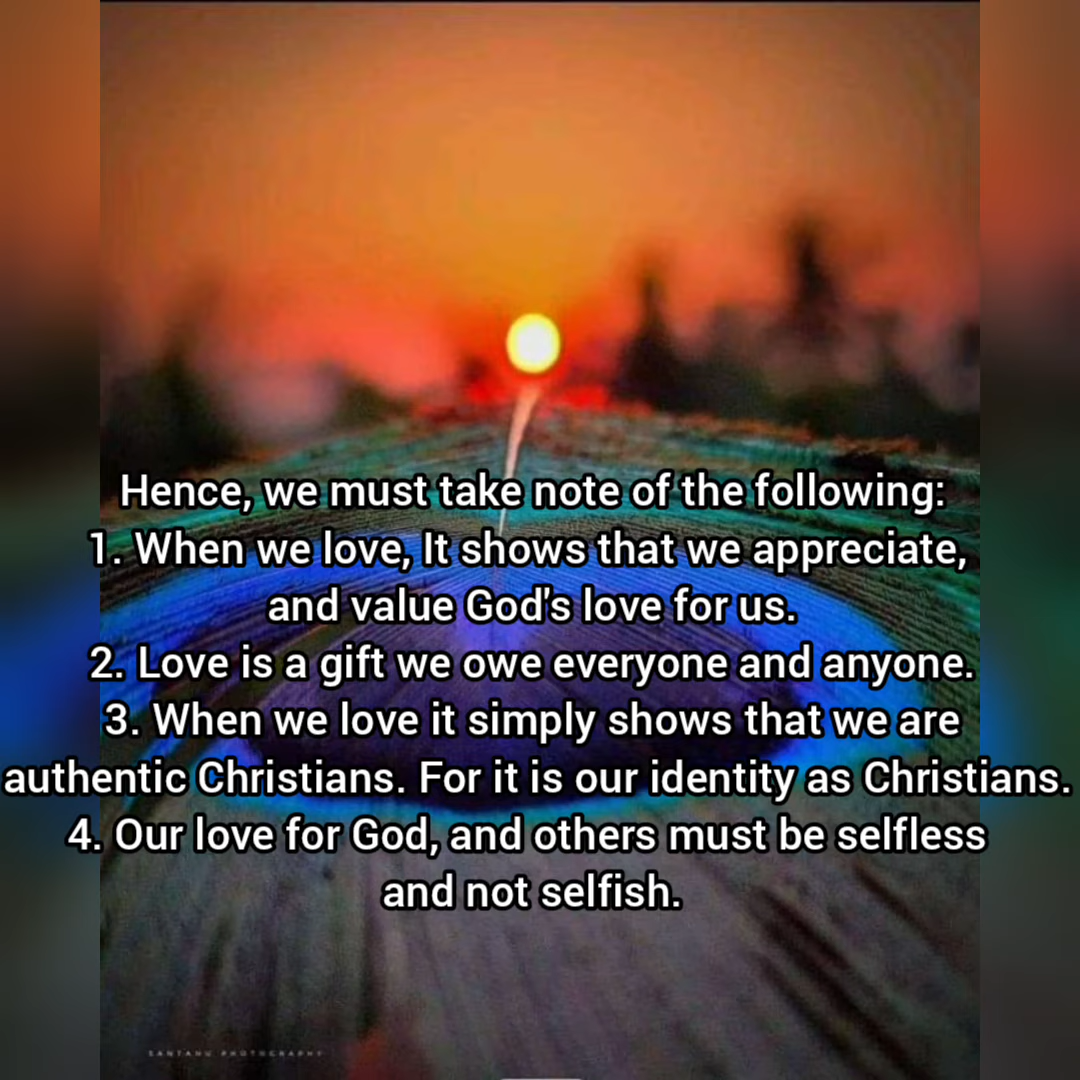 Hence, we must take note of the following:
1. When we love, It shows that we appreciate,
and value God's love for us.
2. Love is a gift we owe everyone and anyone.
3. When we love it simply shows that we are
authentic Christians. For it is our identity as Christians.
4. Our love for God, and others must be selfless
and not selfish.
SANTANU PHOTOGRAPHY